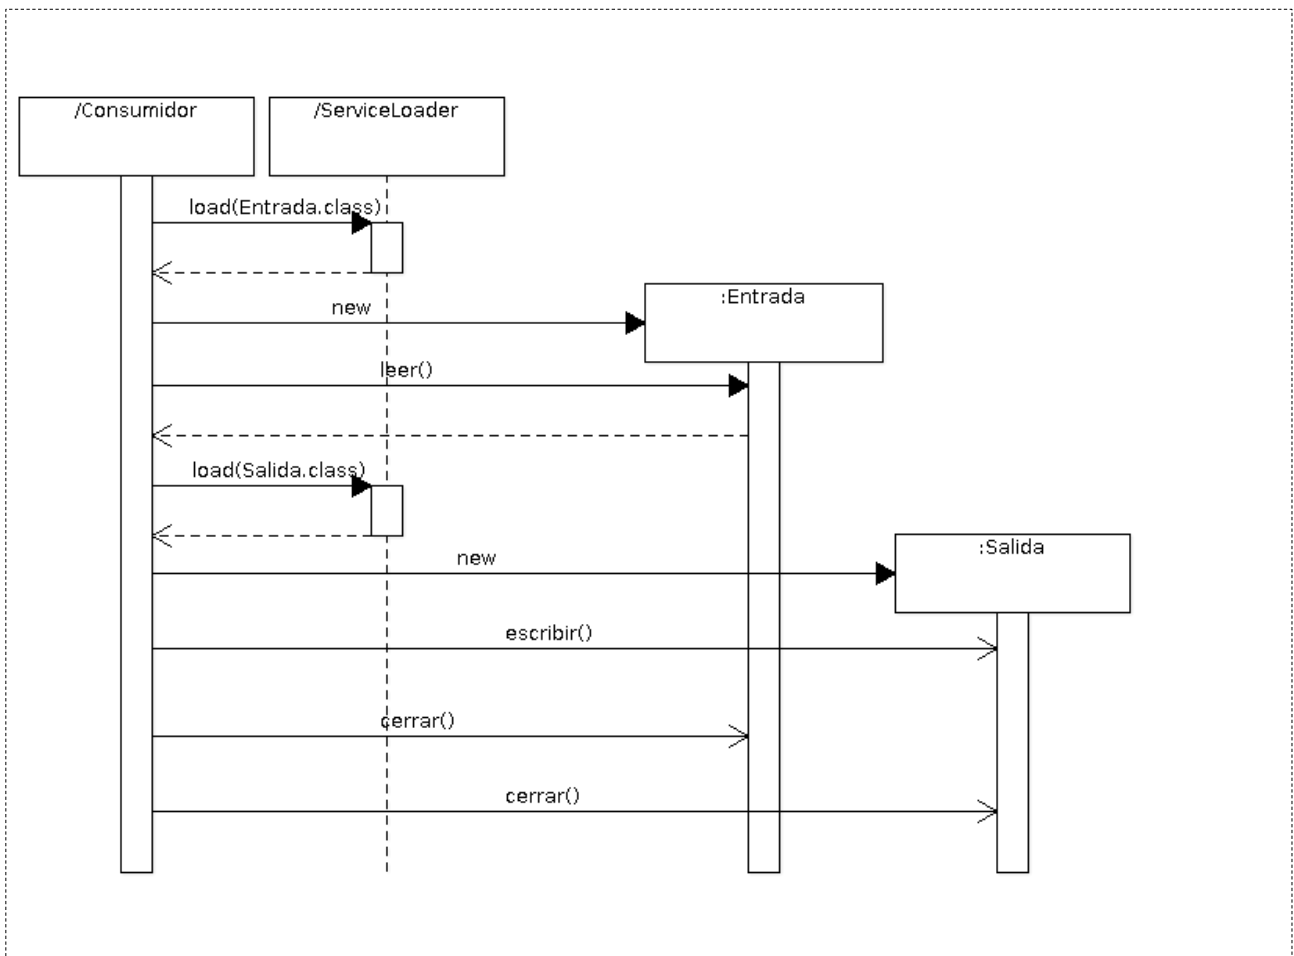 /Consumidor
/ServiceLoader
load(Entrada.class)
:Entrada
new
leer()
load(Salida.class)
:Salida
new
escribir()
cerrar()
cerrar()